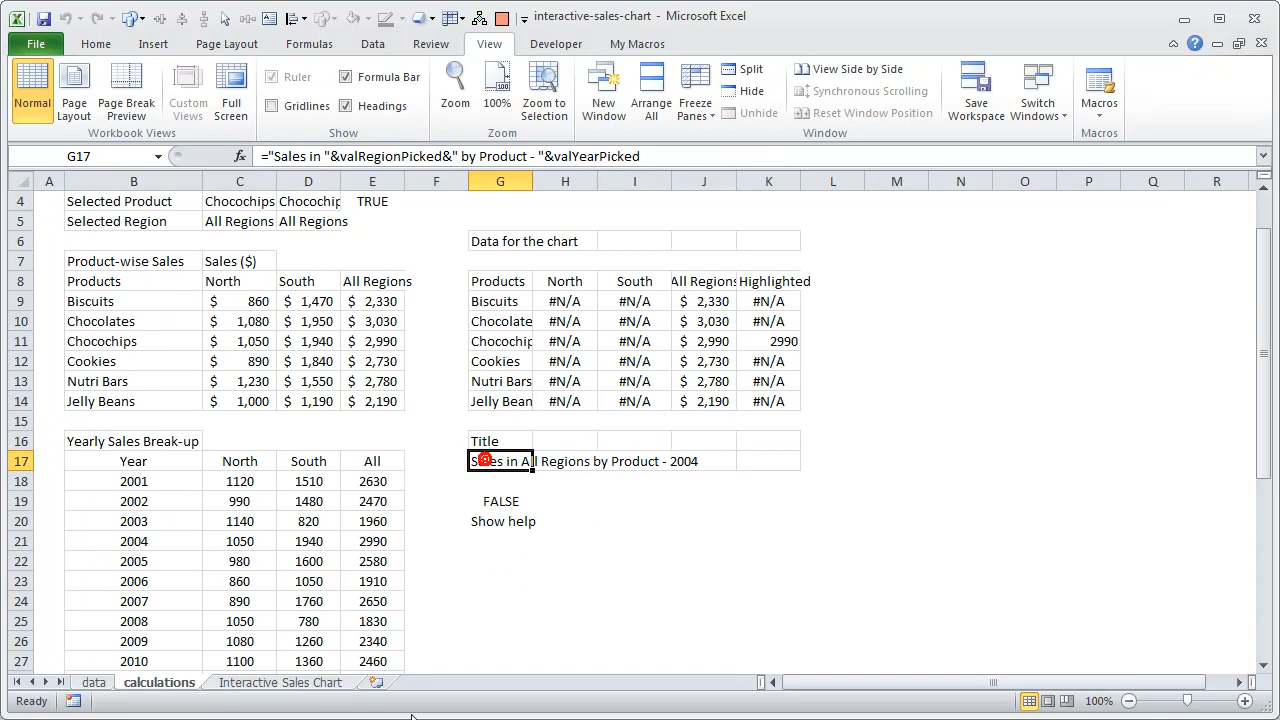 interactive-sales-chart - Microsoft Excel
File Home Insert Page Layout Formulas Data Review View Developer My Macros
Normal Page Layout Page Break Preview Custom Views Full Screen
Workbook Views
Ruler Formula Bar
Gridlines Headings
Show
Zoom 100% Zoom to Selection
Zoom
New Window Arrange All Freeze Panes
Split
Hide
Unhide
View Side by Side
Synchronous Scrolling
Reset Window Position
Save Workspace Switch Windows
Window
Macros
Macros
G17 fx ="Sales in "&valRegionPicked&" by Product - "&valYearPicked
A B C D E F G H I J K L M N O P Q R
4 Selected Product Chocochips Chocochip TRUE
5 Selected Region All Regions All Regions
6 Data for the chart
7 Product-wise Sales Sales ($)
8 Products North South All Regions Products North South All Regions Highlighted
9 Biscuits $ 860 $ 1,470 $ 2,330 Biscuits #N/A #N/A $ 2,330 #N/A
10 Chocolates $ 1,080 $ 1,950 $ 3,030 Chocolate #N/A #N/A $ 3,030 #N/A
11 Chocochips $ 1,050 $ 1,940 $ 2,990 Chocochip #N/A #N/A $ 2,990 2990
12 Cookies $ 890 $ 1,840 $ 2,730 Cookies #N/A #N/A $ 2,730 #N/A
13 Nutri Bars $ 1,230 $ 1,550 $ 2,780 Nutri Bars #N/A #N/A $ 2,780 #N/A
14 Jelly Beans $ 1,000 $ 1,190 $ 2,190 Jelly Bean #N/A #N/A $ 2,190 #N/A
15
16 Yearly Sales Break-up Title
17 Year North South All Sales in All Regions by Product - 2004
18 2001 1120 1510 2630
19 2002 990 1480 2470 FALSE
20 2003 1140 820 1960 Show help
21 2004 1050 1940 2990
22 2005 980 1600 2580
23 2006 860 1050 1910
24 2007 890 1760 2650
25 2008 1050 780 1830
26 2009 1080 1260 2340
27 2010 1100 1360 2460
data calculations Interactive Sales Chart
Ready 100%